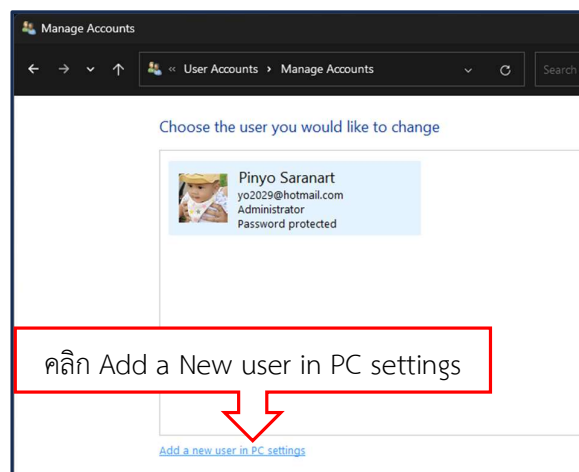 Manage Accounts
« User Accounts › Manage Accounts
Search
Choose the user you would like to change
Pinyo Saranart
yo2029@hotmail.com
Administrator
Password protected
คลิก Add a New user in PC settings
Add a new user in PC settings